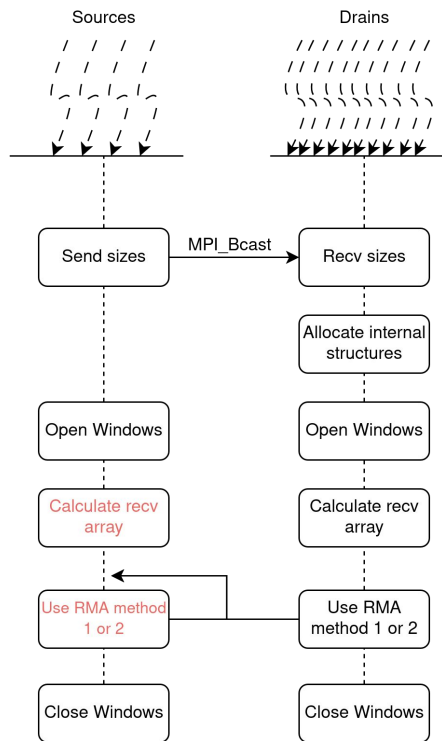 Sources
Drains
Send sizes
MPI_Bcast
Recv sizes
Allocate internal
structures
Open Windows
Open Windows
Calculate recv
array
Calculate recv
array
Use RMA method
1 or 2
Use RMA
method 1 or 2
Close Windows
Close Windows